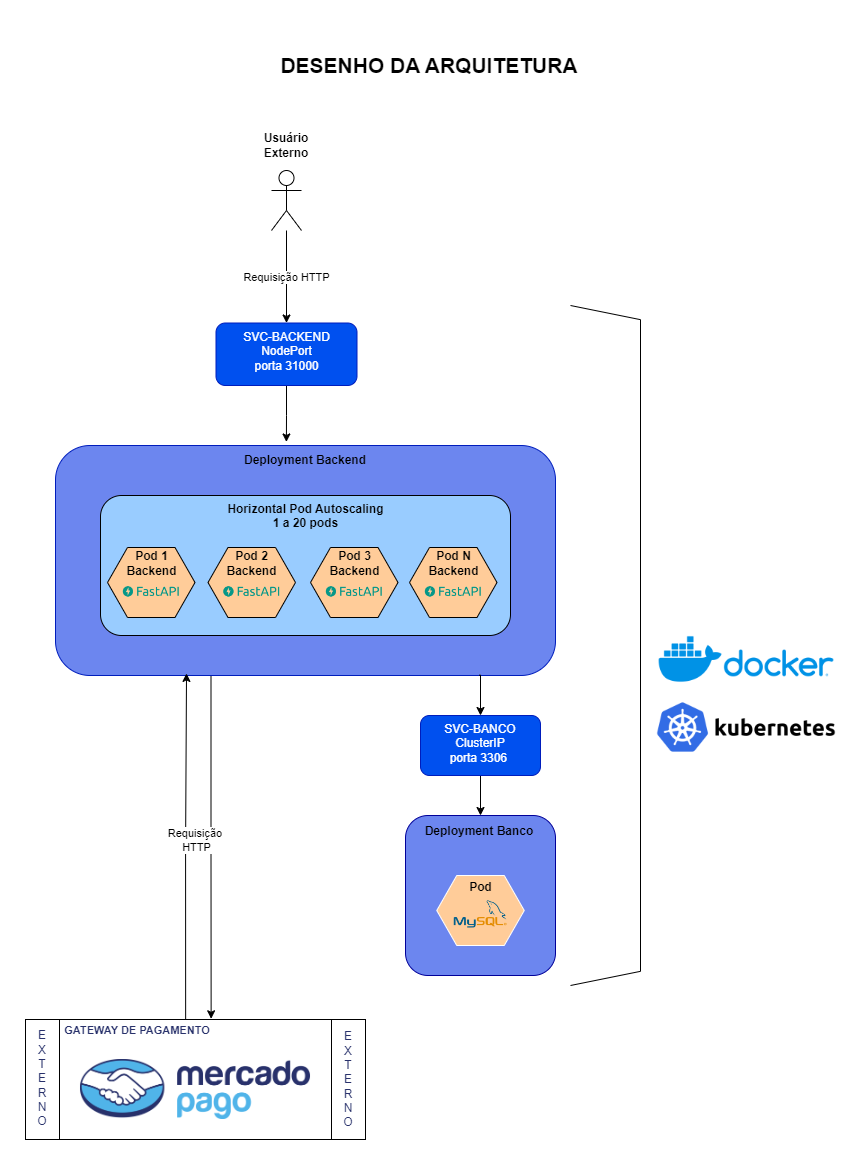 DESENHO DA ARQUITETURA
Usuário
Externo
Requisição HTTP
SVC-BACKEND
NodePort
porta 31000
Deployment Backend
Horizontal Pod Autoscaling
1 a 20 pods
Pod 1
Backend
FastAPI
Pod 2
Backend
FastAPI
Pod 3
Backend
FastAPI
Pod N
Backend
FastAPI
docker
kubernetes
SVC-BANCO
ClusterIP
porta 3306
Requisição
HTTP
Deployment Banco
Pod
MySQL
EXTERNO
GATEWAY DE PAGAMENTO
mercado
pago
EXTERNO